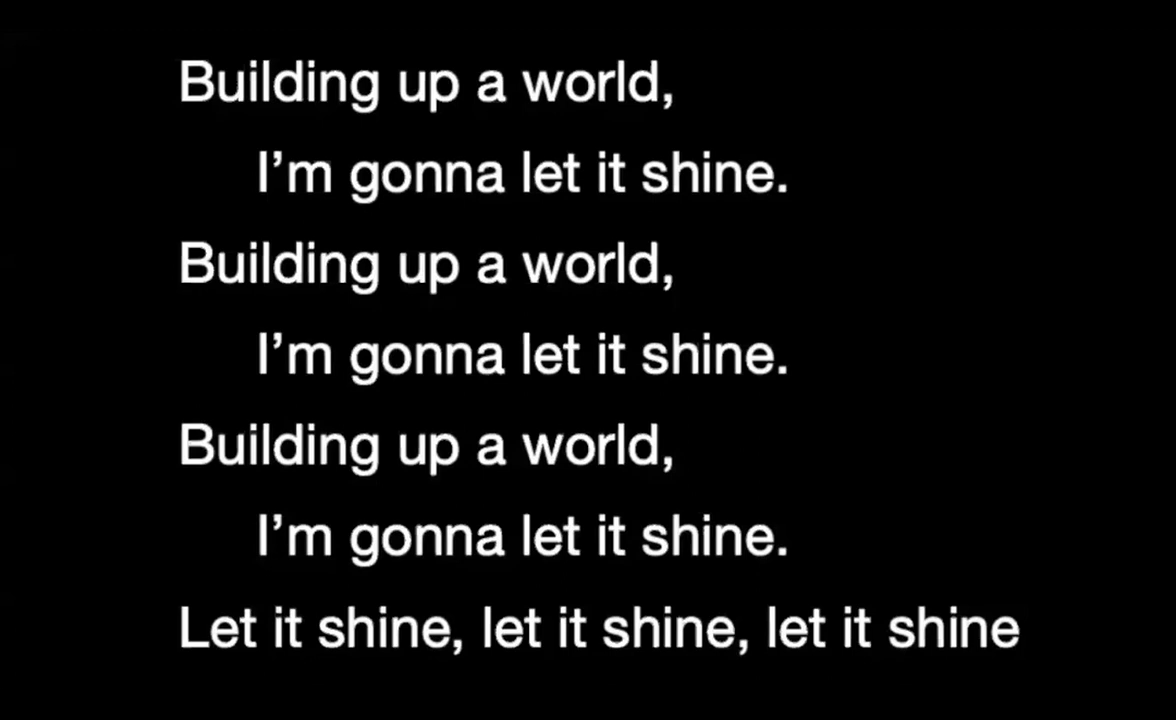 Building up a world,
I’m gonna let it shine.
Building up a world,
I’m gonna let it shine.
Building up a world,
I’m gonna let it shine.
Let it shine, let it shine, let it shine